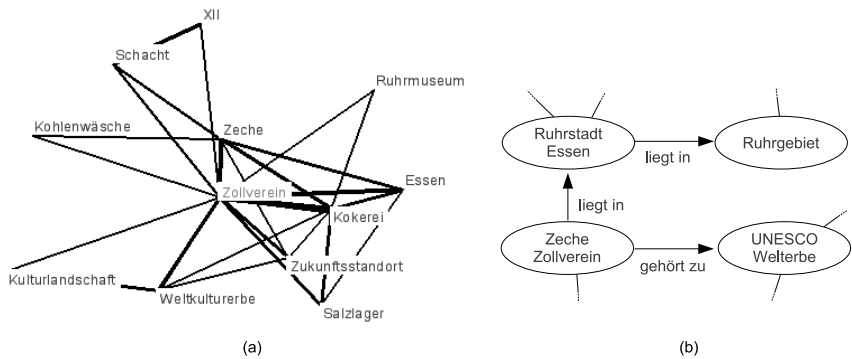 XII
Schacht
Ruhrmuseum
Kohlenwäsche
Zeche
Zollverein
Essen
Kokerei
Kulturlandschaft
Zukunftsstandort
Weltkulturerbe
Salzlager
(a)
Ruhrstadt
Essen
liegt in
Ruhrgebiet
liegt in
Zeche
Zollverein
gehört zu
UNESCO
Welterbe
(b)